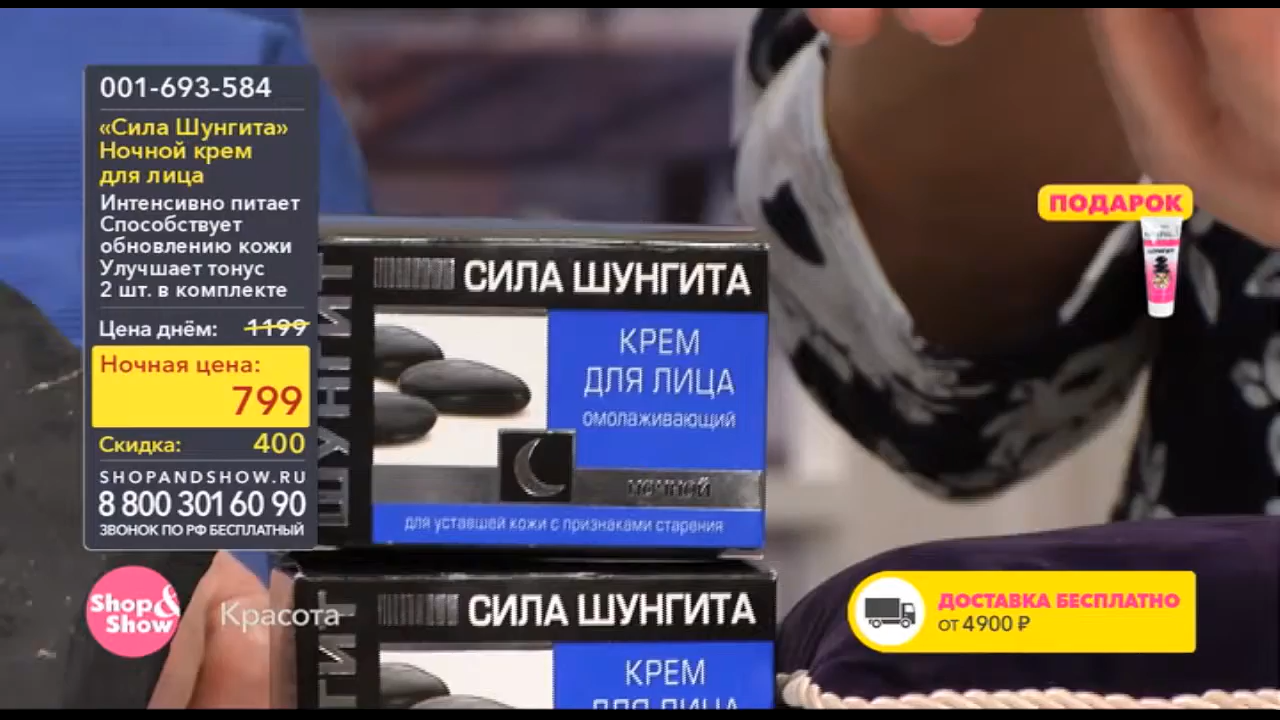 001-693-584
«Сила Шунгита»
Ночной крем
для лица
Интенсивно питает
Способствует
обновлению кожи
Улучшает тонус
2 шт. в комплекте
Цена днём: 1199
Ночная цена:
799
Скидка: 400
SHOPANDSHOW.RU
8 800 301 60 90
ЗВОНОК ПО РФ БЕСПЛАТНЫЙ
Shop&
Show
Красота
ШУНГИТ
СИЛА ШУНГИТА
КРЕМ
ДЛЯ ЛИЦА
омолаживающий
ночной
для уставшей кожи с признаками старения
СИЛА ШУНГИТА
КРЕМ
ДЛЯ ЛИЦА
ПОДАРОК
ДОСТАВКА БЕСПЛАТНО
от 4900 ₽